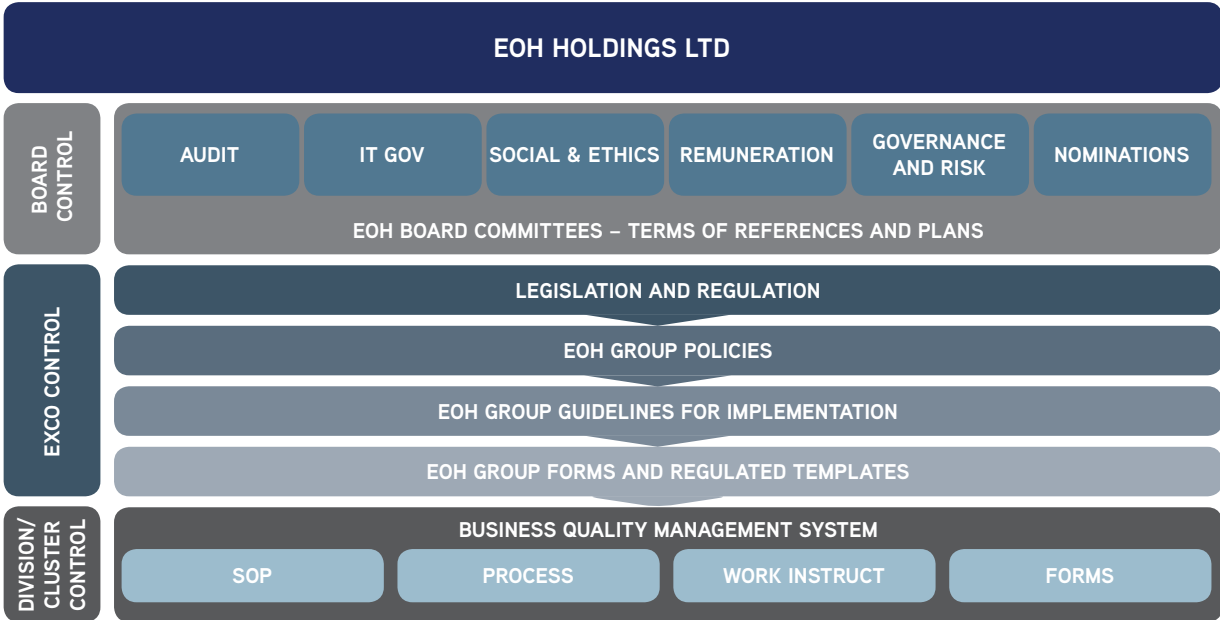 EOH HOLDINGS LTD
BOARD
CONTROL
AUDIT
IT GOV
SOCIAL & ETHICS
REMUNERATION
GOVERNANCE
AND RISK
NOMINATIONS
EOH BOARD COMMITTEES – TERMS OF REFERENCES AND PLANS
EXCO CONTROL
LEGISLATION AND REGULATION
EOH GROUP POLICIES
EOH GROUP GUIDELINES FOR IMPLEMENTATION
EOH GROUP FORMS AND REGULATED TEMPLATES
DIVISION/
CLUSTER
CONTROL
BUSINESS QUALITY MANAGEMENT SYSTEM
SOP
PROCESS
WORK INSTRUCT
FORMS